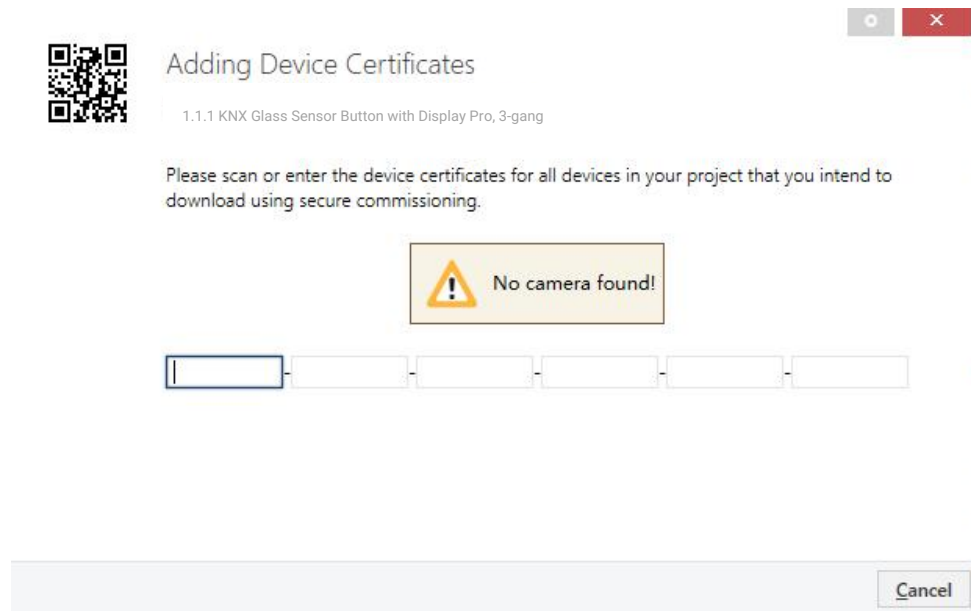 Adding Device Certificates
1.1.1 KNX Glass Sensor Button with Display Pro, 3-gang
Please scan or enter the device certificates for all devices in your project that you intend to
download using secure commissioning.
No camera found!
- - - - -
Cancel